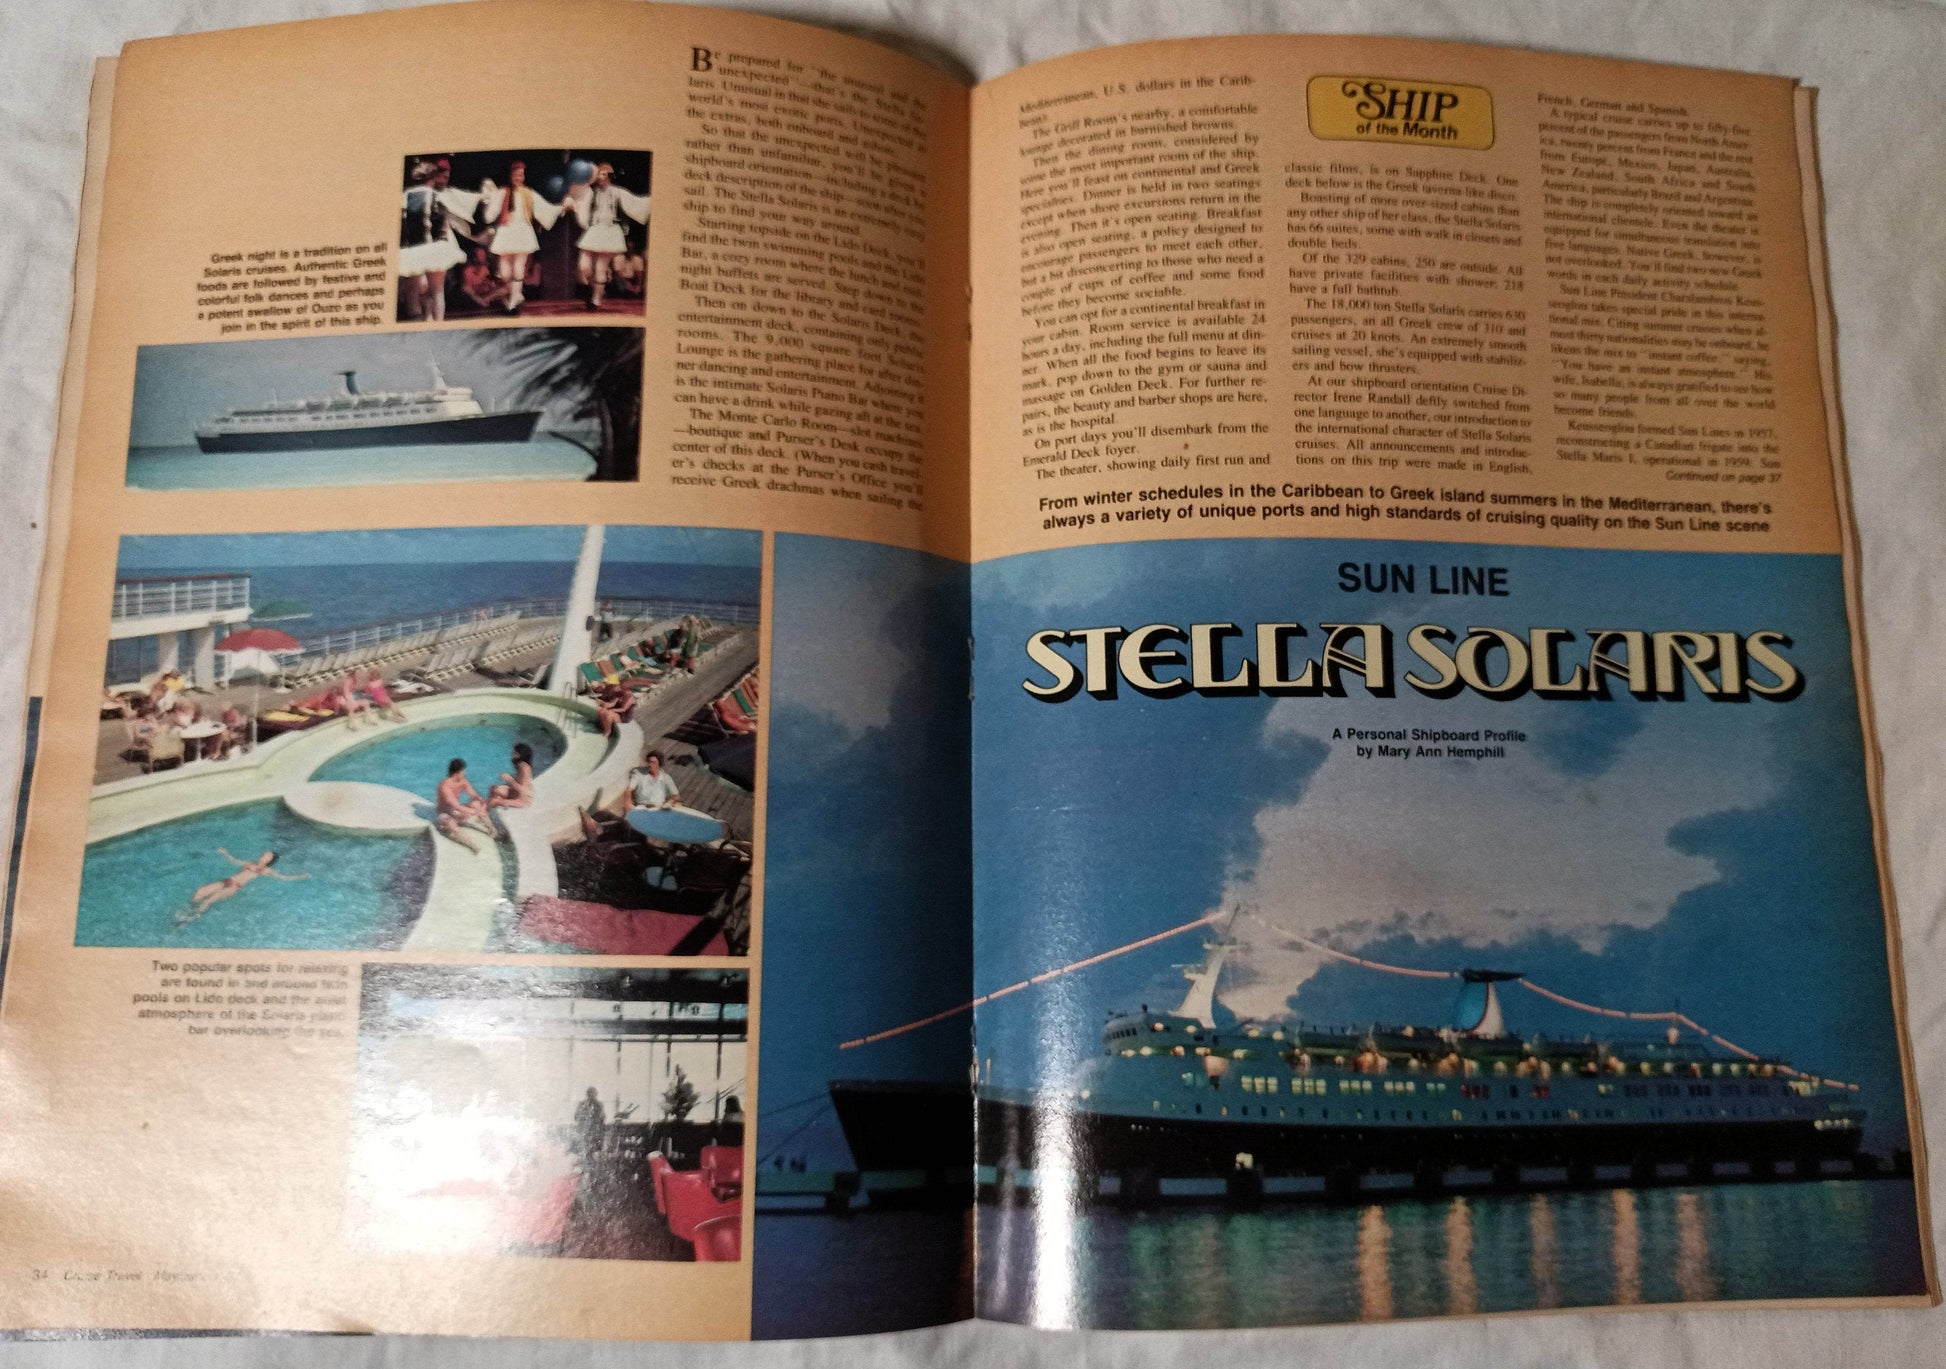 Be prepared for "the unusual and the
unexpected"—that's the Stella So-
laris. Unusual in that she sails to some of the
world's most exotic ports. Unexpected in
the extras, both onboard and ashore.
So that the unexpected will be pleasant
rather than unfamiliar, you'll be given a
shipboard orientation—including a deck by
deck description of the ship—soon after you
sail. The Stella Solaris is an extremely easy
ship to find your way around.
Starting topside on the Lido Deck, you'll
find the twin swimming pools and the Lido
Bar, a cozy room where the lunch and mid-
night buffets are served. Step down to the
Boat Deck for the library and card rooms.
Then on down to the Solaris Deck, the
entertainment deck, containing only public
rooms. The 9,000 square foot Solaris
Lounge is the gathering place for after din-
ner dancing and entertainment. Adjoining it
is the intimate Solaris Piano Bar where you
can have a drink while gazing aft at the sea.
The Monte Carlo Room—slot machines
—boutique and Purser's Desk occupy the
center of this deck. (When you cash travel-
er's checks at the Purser's Office you'll
receive Greek drachmas when sailing the
Greek night is a tradition on all
Solaris cruises. Authentic Greek
foods are followed by festive and
colorful folk dances and perhaps
a potent swallow of Ouzo as you
join in the spirit of this ship.
Two popular spots for relaxing
are found in and around twin
pools on Lido deck and the quiet
atmosphere of the Solaris piano
bar overlooking the sea.
34 Cruise Travel
Mediterranean, U.S. dollars in the Carib-
bean)
The Grill Room's nearby, a comfortable
lounge decorated in burnished browns.
Then the dining room, considered by
some the most important room of the ship.
Here you'll feast on continental and Greek
specialties. Dinner is held in two seatings
except when shore excursions return in the
evening. Then it's open seating. Breakfast
is also open seating, a policy designed to
encourage passengers to meet each other,
but a bit disconcerting to those who need a
couple of cups of coffee and some food
before they become sociable.
You can opt for a continental breakfast in
your cabin. Room service is available 24
hours a day, including the full menu at din-
ner. When all the food begins to leave its
mark, pop down to the gym or sauna and
massage on Golden Deck. For further re-
pairs, the beauty and barber shops are here,
as is the hospital.
On port days you'll disembark from the
Emerald Deck foyer.
The theater, showing daily first run and
SHIP
of the Month
classic films, is on Sapphire Deck. One
deck below is the Greek taverna-like disco.
Boasting of more over-sized cabins than
any other ship of her class, the Stella Solaris
has 66 suites, some with walk in closets and
double beds.
Of the 329 cabins, 250 are outside. All
have private facilities with shower; 218
have a full bathtub.
The 18,000 ton Stella Solaris carries 630
passengers, an all Greek crew of 310 and
cruises at 20 knots. An extremely smooth
sailing vessel, she's equipped with stabiliz-
ers and bow thrusters.
At our shipboard orientation Cruise Di-
rector Irene Randall deftly switched from
one language to another, our introduction to
the international character of Stella Solaris
cruises. All announcements and introduc-
tions on this trip were made in English,
French, German and Spanish.
A typical cruise carries up to fifty-five
percent of the passengers from North Amer-
ica, twenty percent from France and the rest
from Europe, Mexico, Japan, Australia,
New Zealand, South Africa and South
America, particularly Brazil and Argentina.
The ship is completely oriented toward an
international clientele. Even the theater is
equipped for simultaneous translation into
five languages. Native Greek, however, is
not overlooked. You'll find two new Greek
words in each daily activity schedule.
Sun Line President Charalambos Keus-
seoglou takes special pride in this interna-
tional mix. Citing summer cruises when al-
most thirty nationalities may be onboard, he
likens the mix to "instant coffee," saying,
"You have an instant atmosphere." His
wife, Isabella, is always gratified to see how
so many people from all over the world
become friends.
Keusseoglou formed Sun Lines in 1957,
reconstructing a Canadian frigate into the
Stella Maris I, operational in 1959. Sun
Continued on page 37
From winter schedules in the Caribbean to Greek island summers in the Mediterranean, there's
always a variety of unique ports and high standards of cruising quality on the Sun Line scene
SUN LINE
STELLA SOLARIS
A Personal Shipboard Profile
by Mary Ann Hemphill